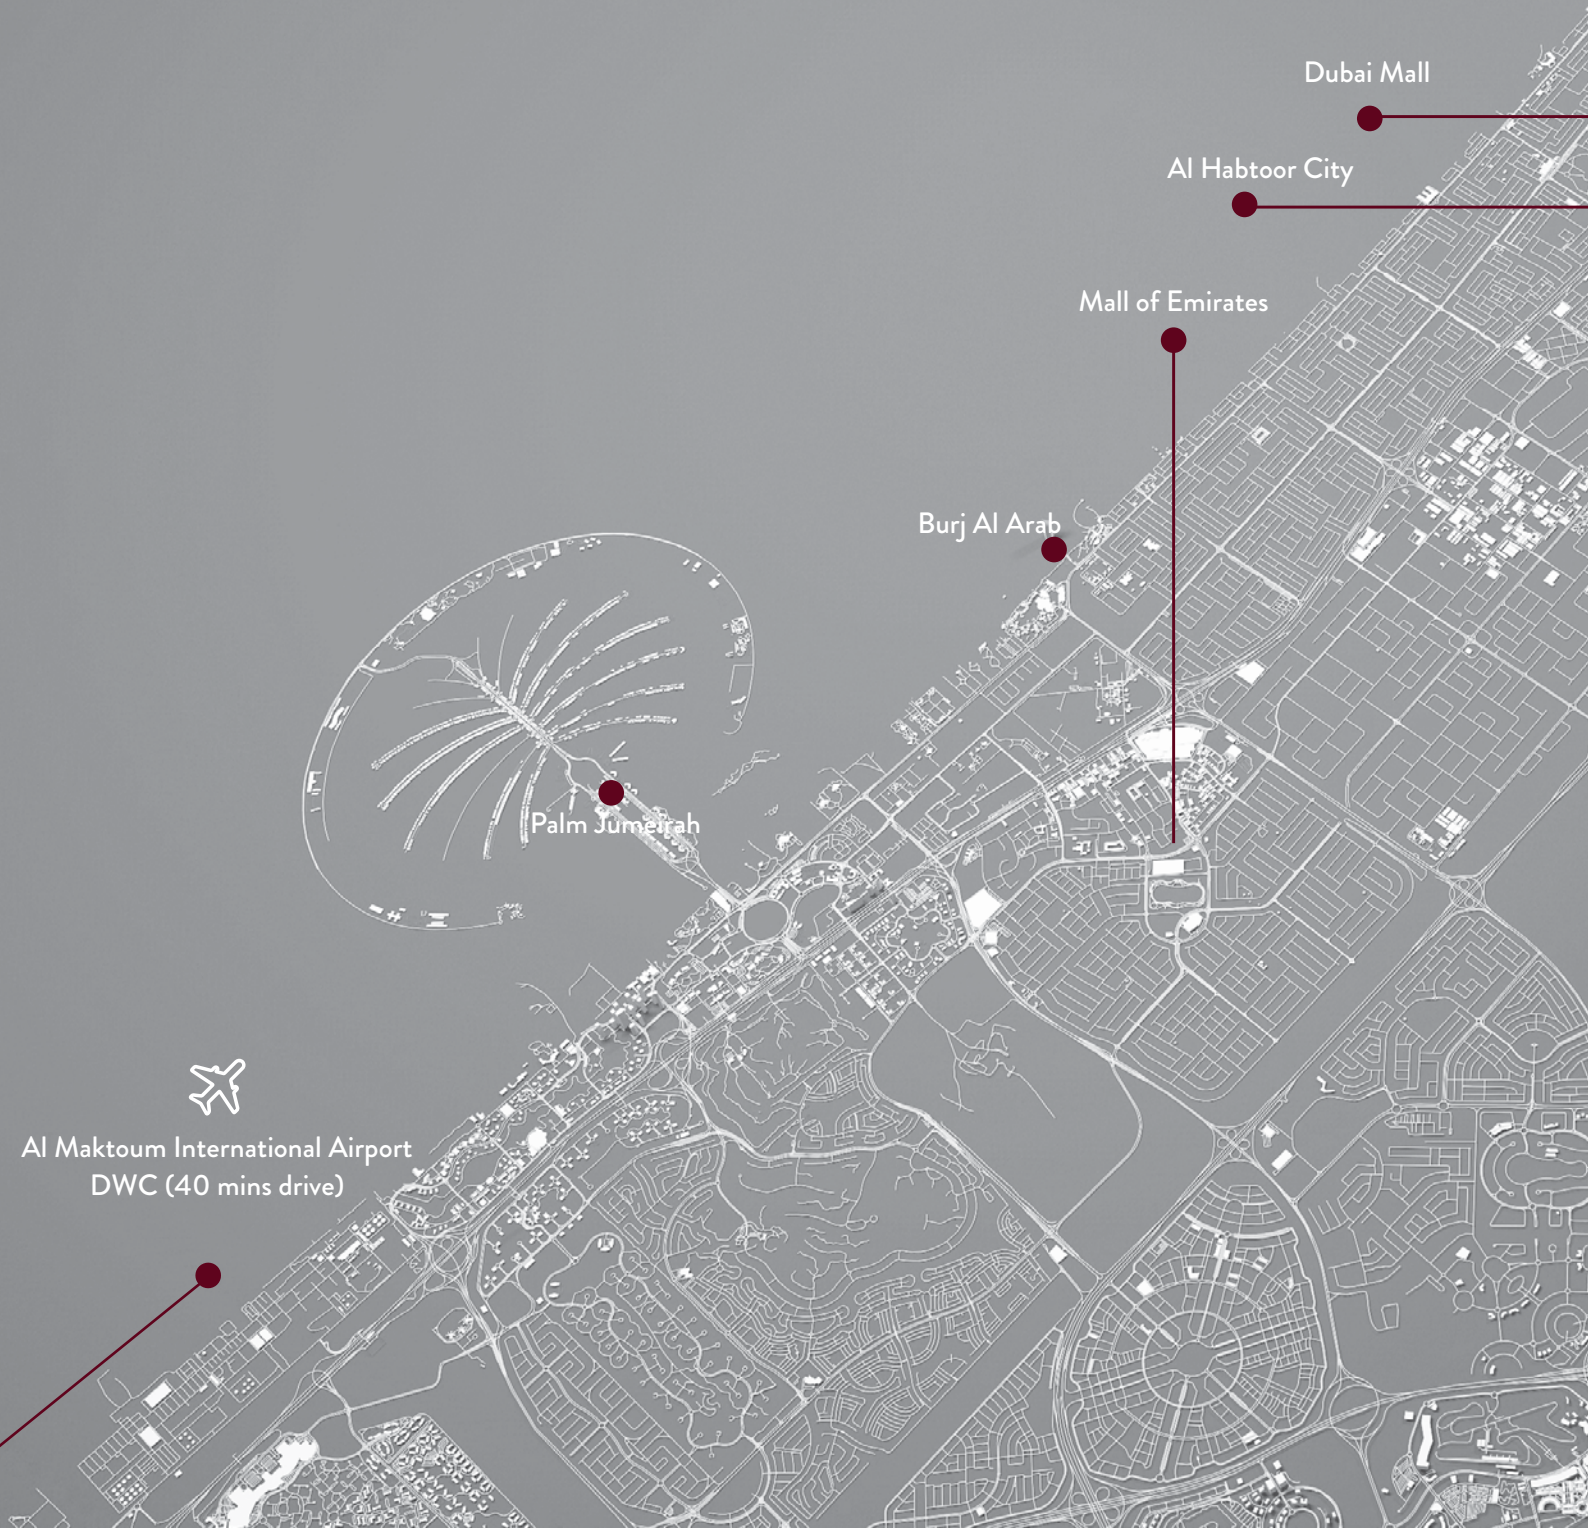 Dubai Mall
Al Habtoor City
Mall of Emirates
Burj Al Arab
Palm Jumeirah
Al Maktoum International Airport
DWC (40 mins drive)